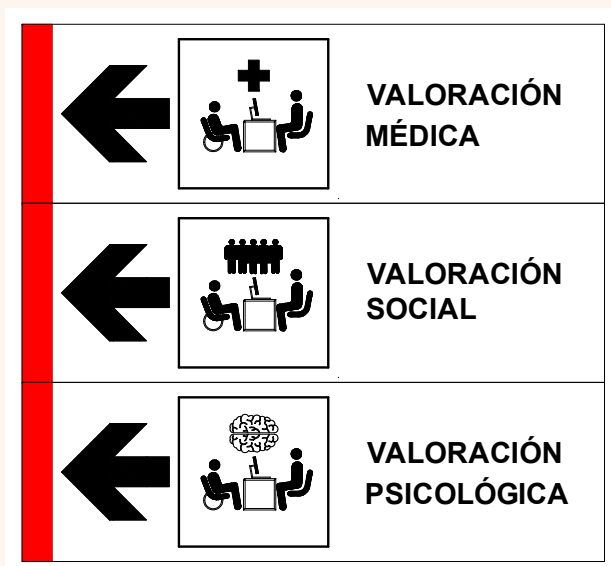 VALORACIÓN
MÉDICA
VALORACIÓN
SOCIAL
VALORACIÓN
PSICOLÓGICA